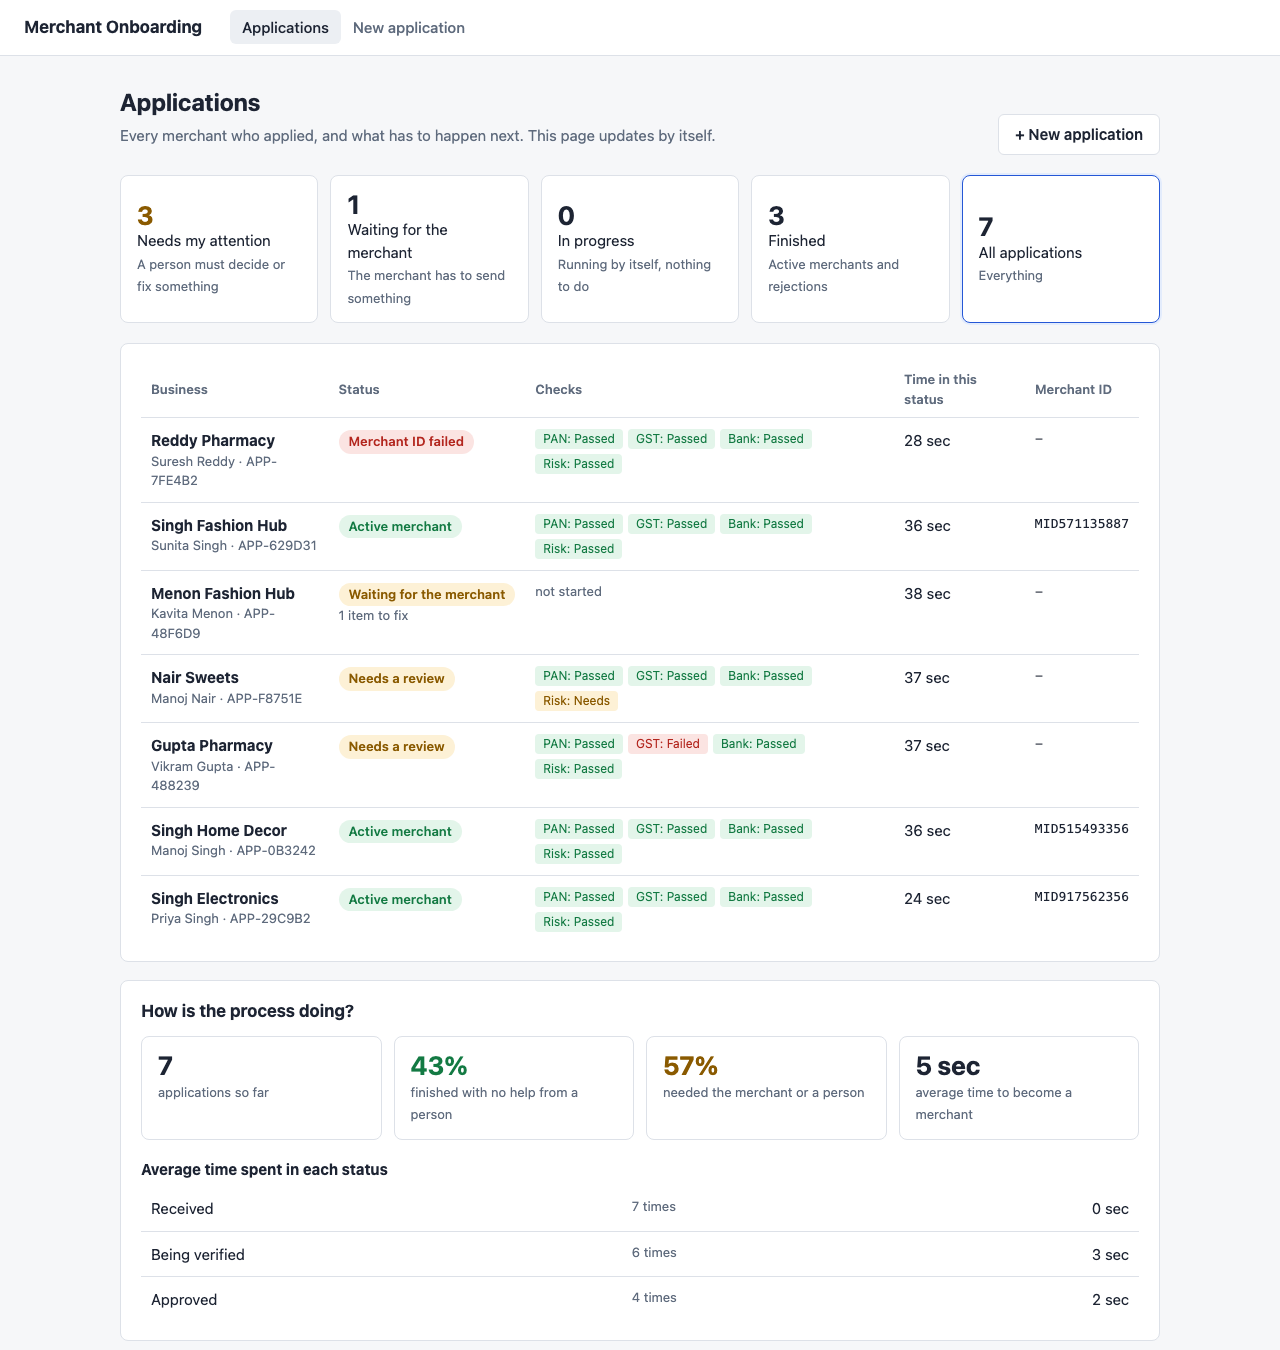 Merchant Onboarding
Applications
New application
Applications
Every merchant who applied, and what has to happen next. This page updates by itself.
+ New application
3
Needs my attention
A person must decide or
fix something
1
Waiting for the
merchant
The merchant has to send
something
0
In progress
Running by itself, nothing
to do
3
Finished
Active merchants and
rejections
7
All applications
Everything
Business
Status
Checks
Time in this
status
Merchant ID
Reddy Pharmacy
Suresh Reddy · APP-
7FE4B2
Merchant ID failed
PAN: Passed GST: Passed Bank: Passed
Risk: Passed
28 sec
–
Singh Fashion Hub
Sunita Singh · APP-629D31
Active merchant
PAN: Passed GST: Passed Bank: Passed
Risk: Passed
36 sec
MID571135887
Menon Fashion Hub
Kavita Menon · APP-
48F6D9
Waiting for the merchant
1 item to fix
not started
38 sec
–
Nair Sweets
Manoj Nair · APP-F8751E
Needs a review
PAN: Passed GST: Passed Bank: Passed
Risk: Needs
37 sec
–
Gupta Pharmacy
Vikram Gupta · APP-
488239
Needs a review
PAN: Passed GST: Failed Bank: Passed
Risk: Passed
37 sec
–
Singh Home Decor
Manoj Singh · APP-0B3242
Active merchant
PAN: Passed GST: Passed Bank: Passed
Risk: Passed
36 sec
MID515493356
Singh Electronics
Priya Singh · APP-29C9B2
Active merchant
PAN: Passed GST: Passed Bank: Passed
Risk: Passed
24 sec
MID917562356
How is the process doing?
7
applications so far
43%
finished with no help from a
person
57%
needed the merchant or a person
5 sec
average time to become a
merchant
Average time spent in each status
Received 7 times 0 sec
Being verified 6 times 3 sec
Approved 4 times 2 sec